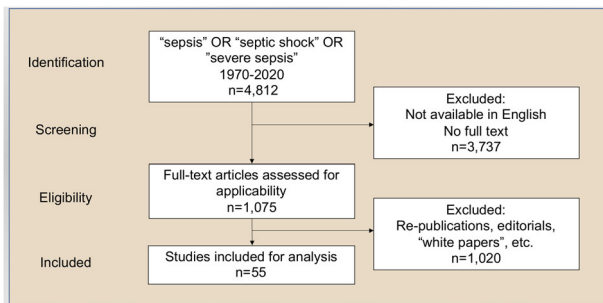 Identification
"sepsis" OR "septic shock" OR
"severe sepsis"
1970-2020
n=4,812
Screening
Excluded:
Not available in English
No full text
n=3,737
Eligibility
Full-text articles assessed for
applicability
n=1,075
Excluded:
Re-publications, editorials,
"white papers", etc.
n=1,020
Included
Studies included for analysis
n=55